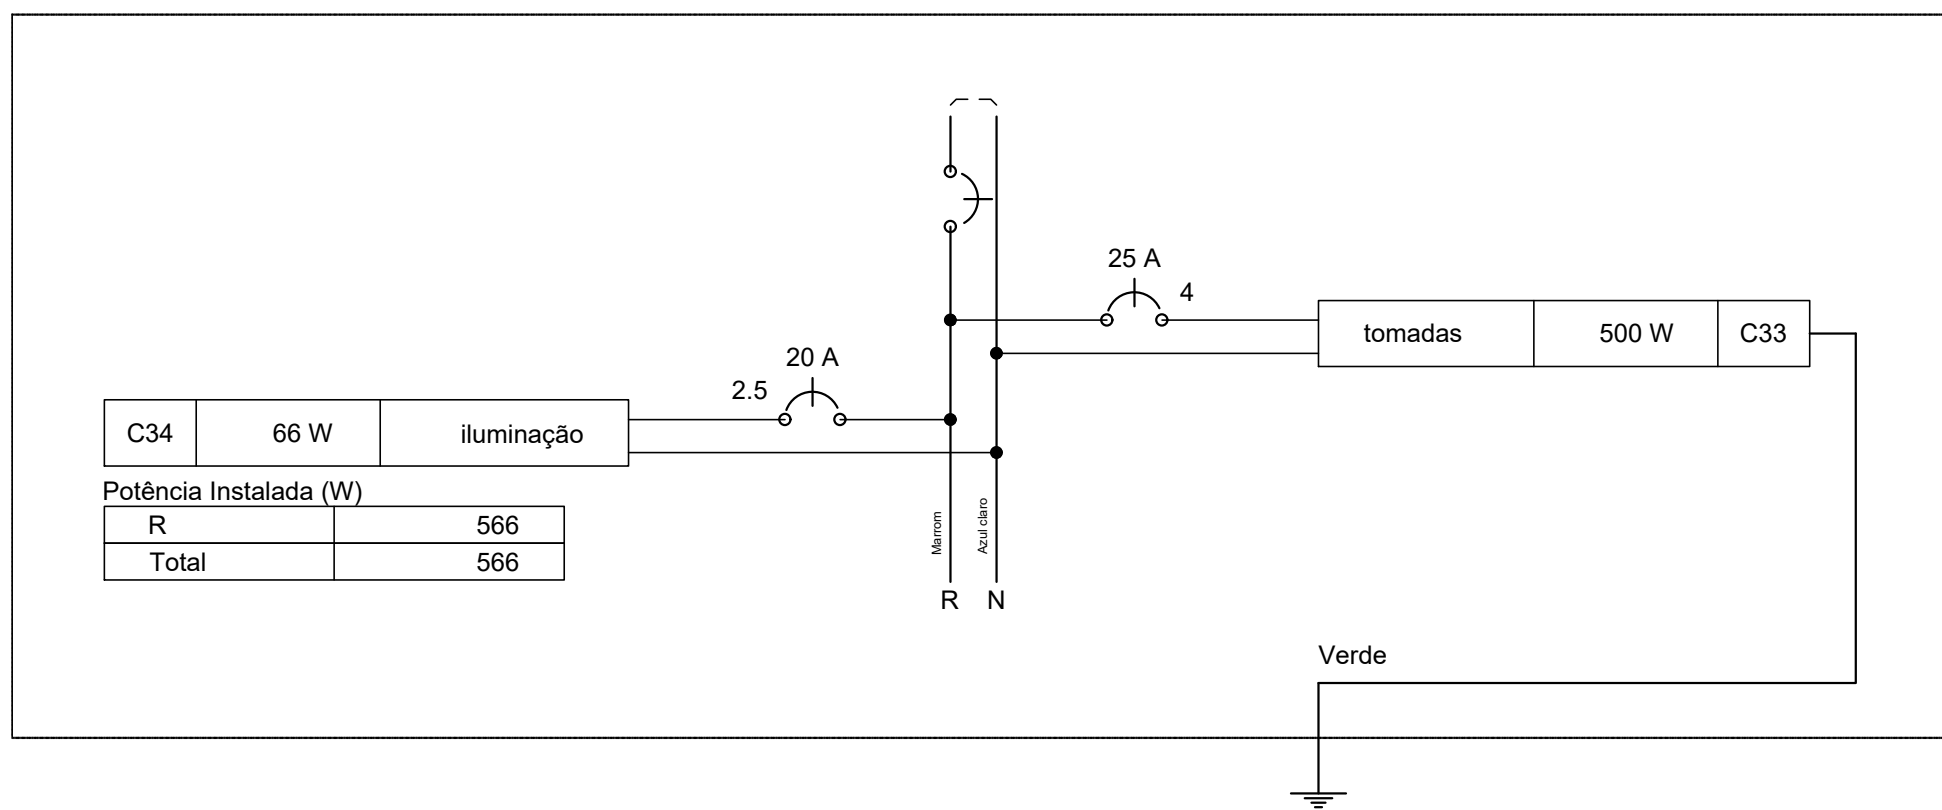 25 A
4
tomadas 500 W C33
20 A
2.5
C34 66 W iluminação
Potência Instalada (W)
R 566
Total 566
Marrom
Azul claro
R N
Verde